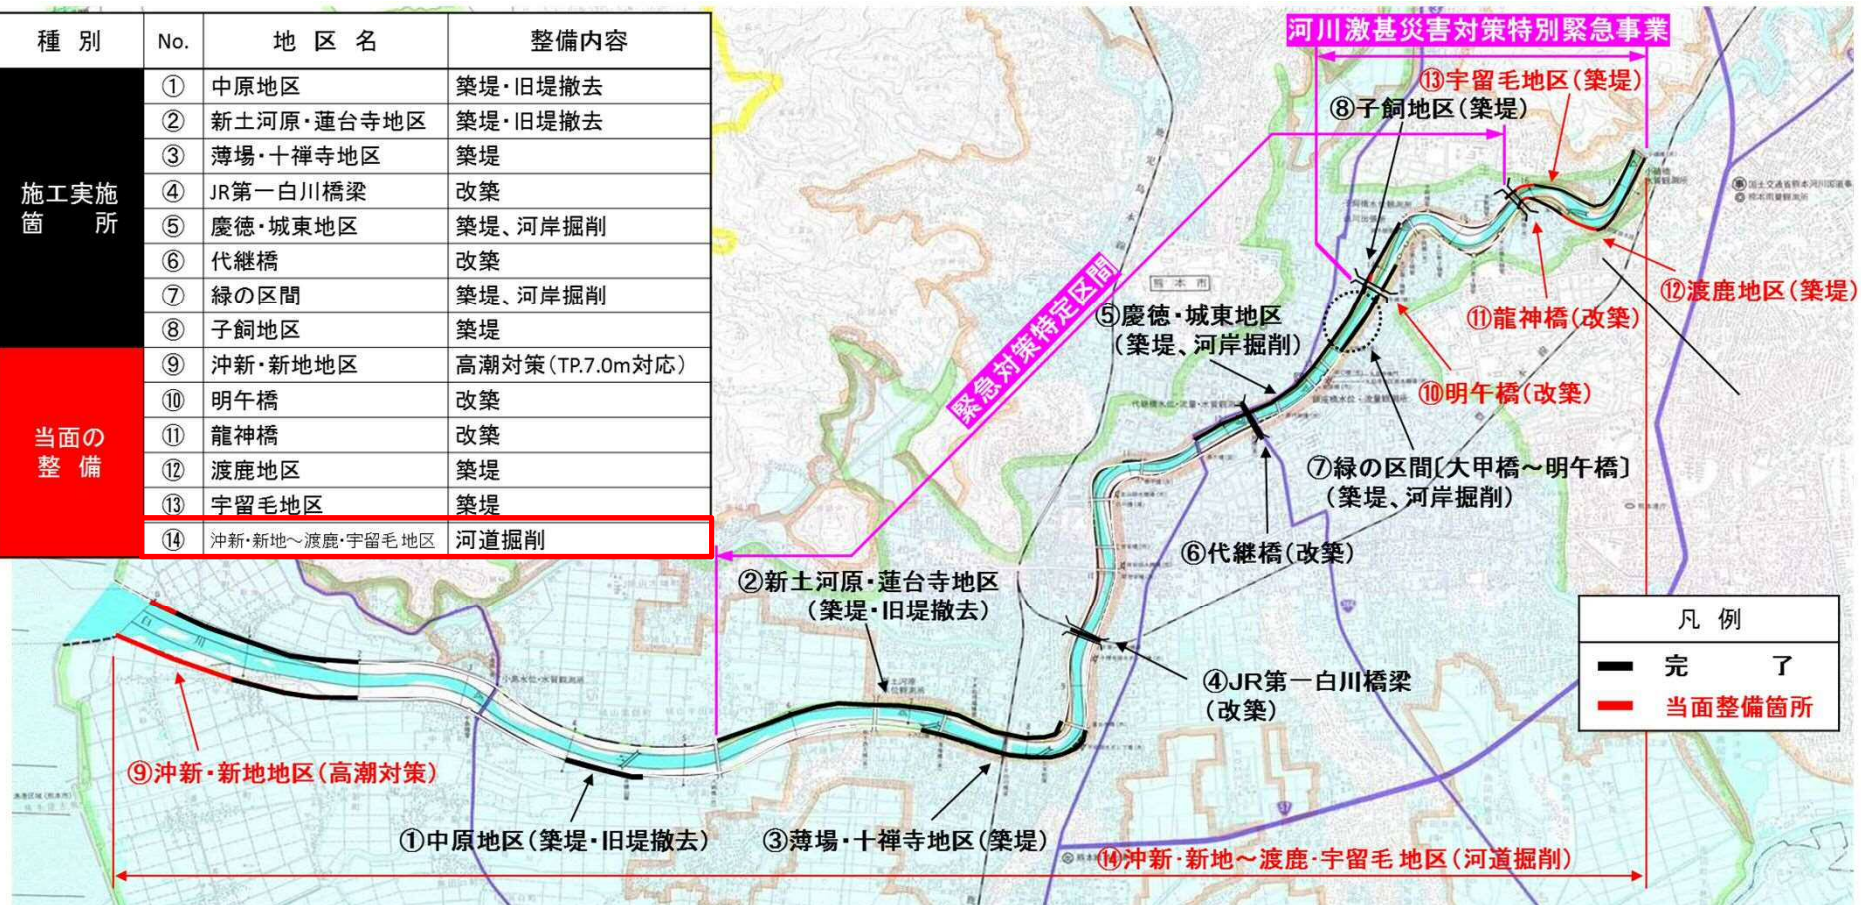 種 別 No. 地 区 名 整備内容
施工実施
箇 所
① 中原地区 築堤・旧堤撤去
② 新土河原・蓮台寺地区 築堤・旧堤撤去
③ 薄場・十禅寺地区 築堤
④ JR第一白川橋梁 改築
⑤ 慶徳・城東地区 築堤、河岸掘削
⑥ 代継橋 改築
⑦ 緑の区間 築堤、河岸掘削
⑧ 子飼地区 築堤
当面の
整 備
⑨ 沖新・新地地区 高潮対策(TP.7.0m対応)
⑩ 明午橋 改築
⑪ 龍神橋 改築
⑫ 渡鹿地区 築堤
⑬ 宇留毛地区 築堤
⑭ 沖新・新地~渡鹿・宇留毛地区 河道掘削
河川激甚災害対策特別緊急事業
⑬宇留毛地区(築堤)
⑧子飼地区(築堤)
緊急対策特定区間
熊本市
⑫渡鹿地区(築堤)
⑪龍神橋(改築)
⑤慶徳・城東地区
(築堤、河岸掘削)
⑩明午橋(改築)
⑦緑の区間〔大甲橋~明午橋〕
(築堤、河岸掘削)
⑥代継橋(改築)
②新土河原・蓮台寺地区
(築堤・旧堤撤去)
④JR第一白川橋梁
(改築)
凡 例
完 了
当面整備箇所
白川
⑨沖新・新地地区(高潮対策)
①中原地区(築堤・旧堤撤去)
③薄場・十禅寺地区(築堤)
⑭沖新・新地~渡鹿・宇留毛地区(河道掘削)